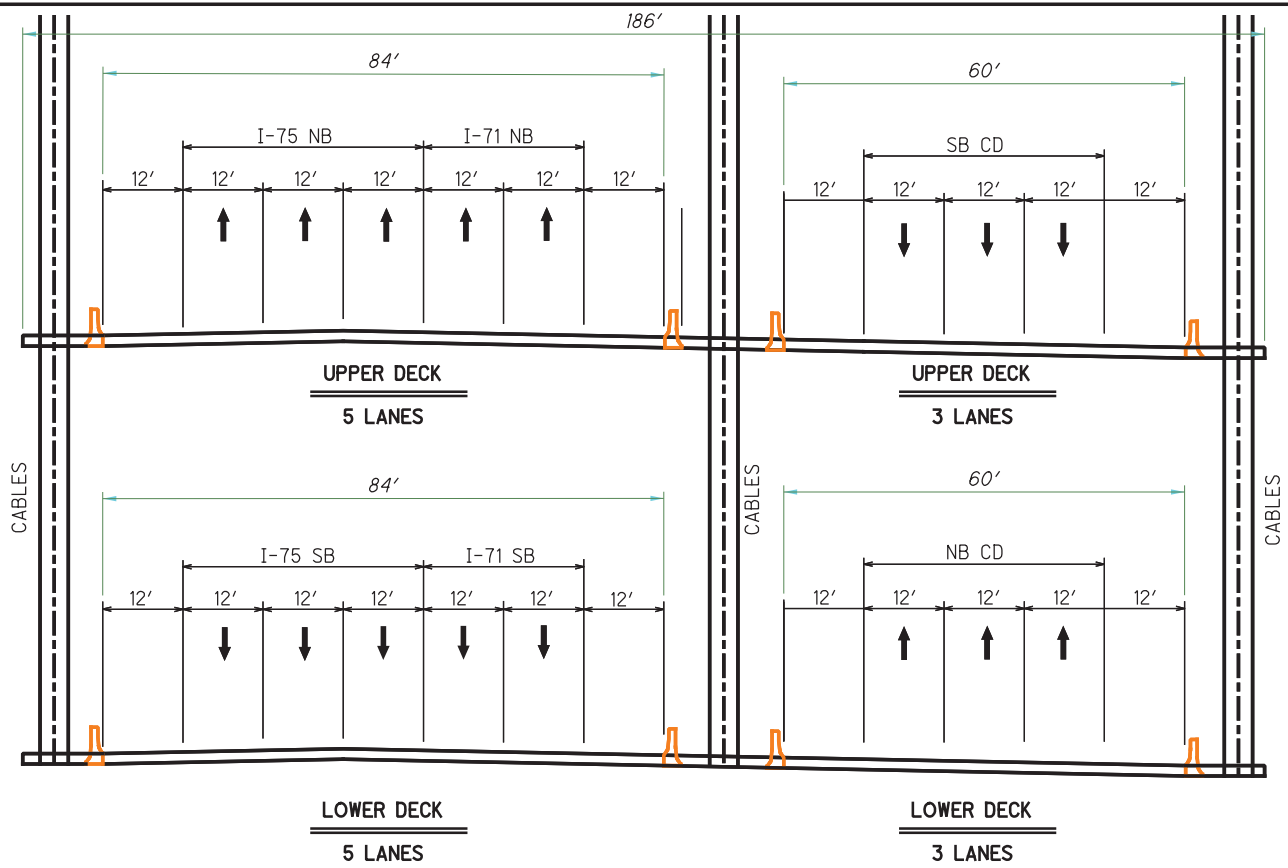 186'
84'
60'
I-75 NB I-71 NB
SB CD
12' 12' 12' 12' 12' 12' 12'
12' 12' 12' 12'
UPPER DECK
5 LANES
UPPER DECK
3 LANES
CABLES
CABLES
CABLES
84'
60'
I-75 SB I-71 SB
NB CD
12' 12' 12' 12' 12' 12' 12'
12' 12' 12' 12'
LOWER DECK
5 LANES
LOWER DECK
3 LANES